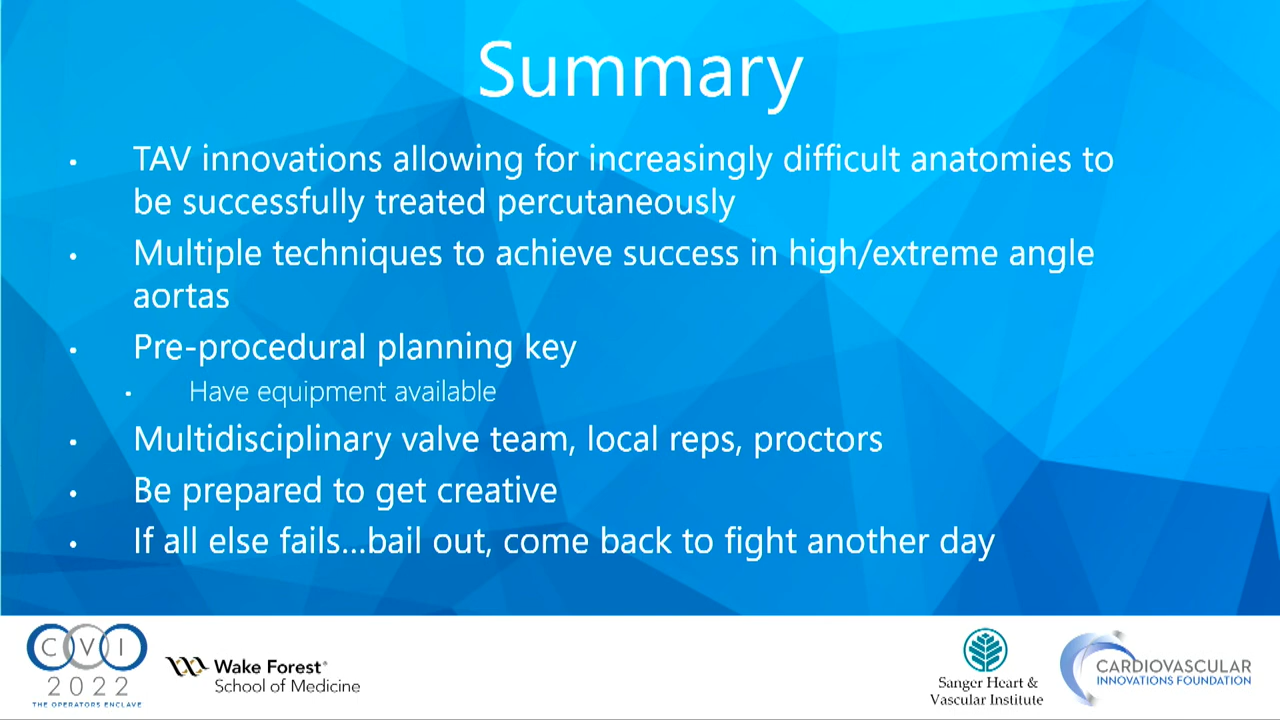 Summary
• TAV innovations allowing for increasingly difficult anatomies to
be successfully treated percutaneously
• Multiple techniques to achieve success in high/extreme angle
aortas
• Pre-procedural planning key
• Have equipment available
• Multidisciplinary valve team, local reps, proctors
• Be prepared to get creative
• If all else fails...bail out, come back to fight another day
CVI
2022
THE OPERATORS ENCLAVE
Wake Forest®
School of Medicine
Sanger Heart &
Vascular Institute
CARDIOVASCULAR
INNOVATIONS FOUNDATION